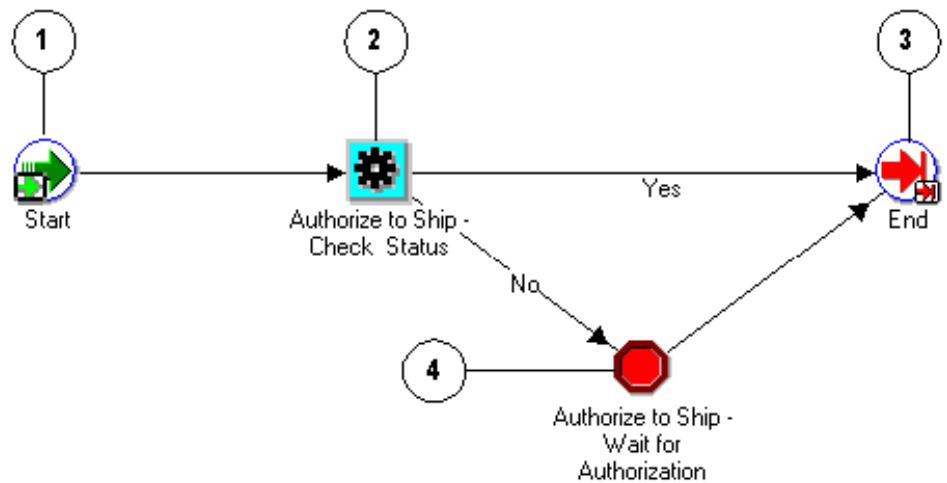 1
2
3
Start
Authorize to Ship -
Check Status
Yes
End
No
4
Authorize to Ship -
Wait for
Authorization